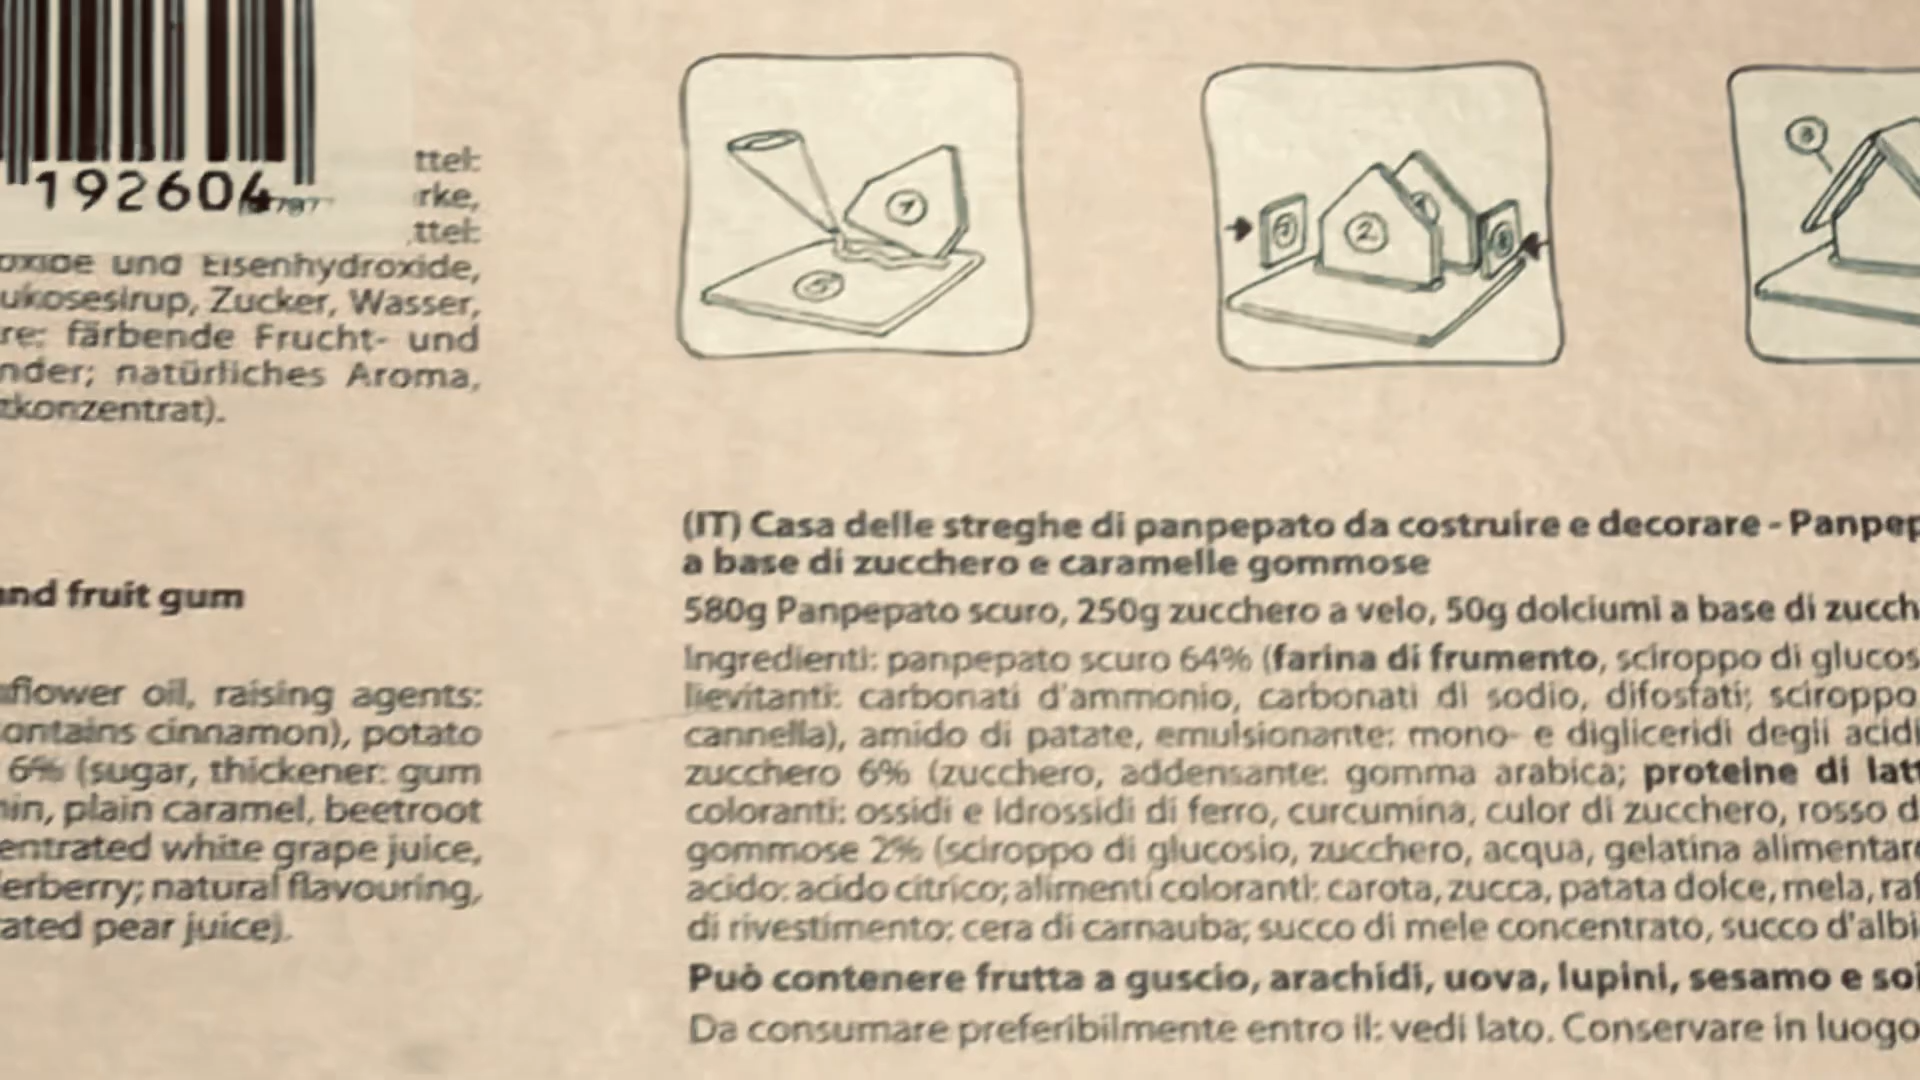 192604
ttel:
rke,
ttel:
oxide und Eisenhydroxide,
ukosesirup, Zucker, Wasser,
re; färbende Frucht- und
nder; natürliches Aroma,
tkonzentrat).
and fruit gum
nflower oil, raising agents:
contains cinnamon), potato
6% (sugar, thickener: gum
min, plain caramel, beetroot
entrated white grape juice,
erberry; natural flavouring,
ated pear juice).
1
5
2
(IT) Casa delle streghe di panpepato da costruire e decorare - Panpep
a base di zucchero e caramelle gommose
580g Panpepato scuro, 250g zucchero a velo, 50g dolciumi a base di zucch
Ingredienti: panpepato scuro 64% (farina di frumento, sciroppo di glucos
lievitanti: carbonati d'ammonio, carbonati di sodio, difosfati; sciroppo
cannella), amido di patate, emulsionante: mono- e digliceridi degli acidi
zucchero 6% (zucchero, addensante: gomma arabica; proteine di latt
coloranti: ossidi e idrossidi di ferro, curcumina, culor di zucchero, rosso d
gommose 2% (sciroppo di glucosio, zucchero, acqua, gelatina alimentare
acido: acido citrico; alimenti coloranti: carota, zucca, patata dolce, mela, raf
di rivestimento: cera di carnauba; succo di mele concentrato, succo d'albi
Può contenere frutta a guscio, arachidi, uova, lupini, sesamo e soi
Da consumare preferibilmente entro il: vedi lato. Conservare in luogo